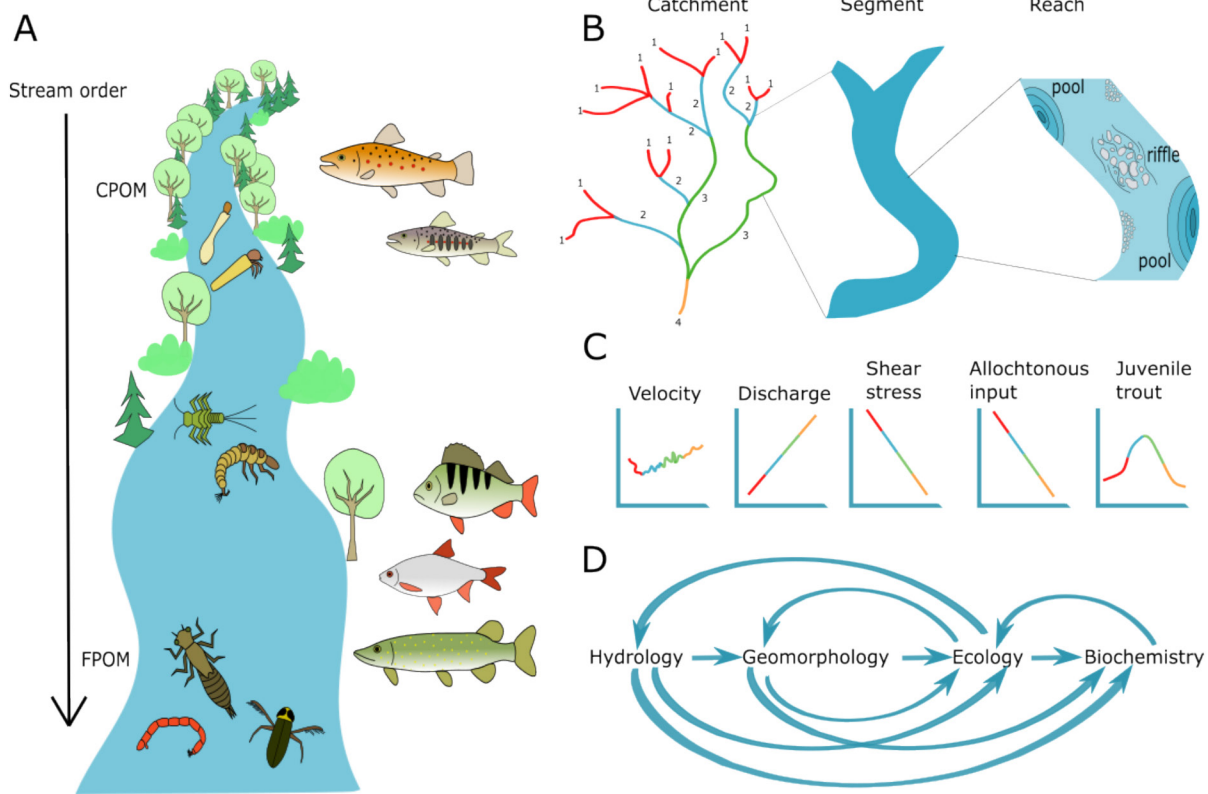 A
Stream order
CPOM
FPOM
B
Catchment
Segment
Reach
1
1
1
1
1
1
1
1
1
1
1
1
1
1
2
2
2
2
2
2
3
3
4
pool
riffle
pool
C
Velocity
Discharge
Shear
stress
Allochtonous
input
Juvenile
trout
D
Hydrology
Geomorphology
Ecology
Biochemistry